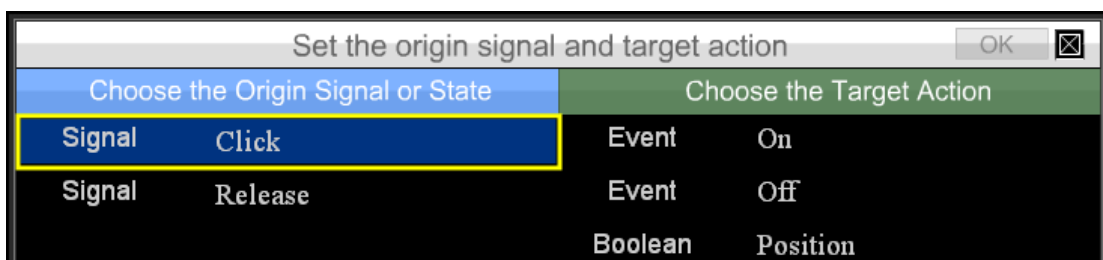 Set the origin signal and target action OK
Choose the Origin Signal or State Choose the Target Action
Signal Click Event On
Signal Release Event Off
Boolean Position